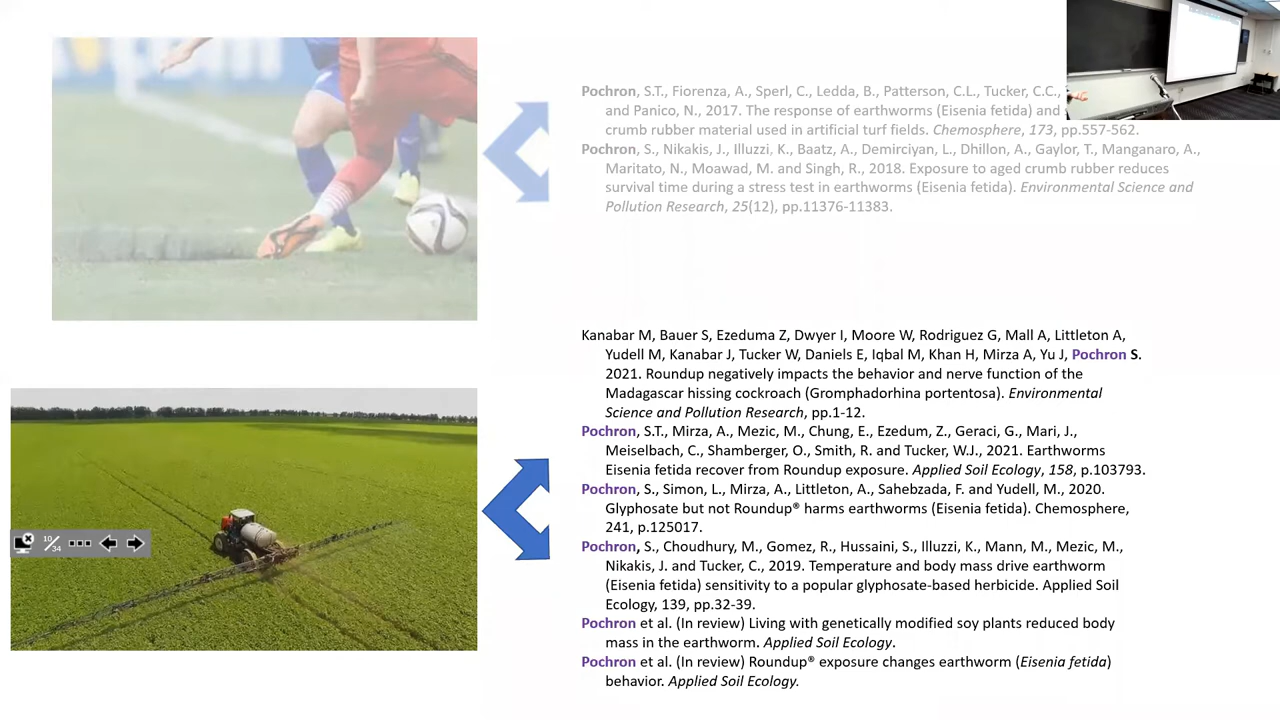 Pochron, S.T., Fiorenza, A., Sperl, C., Ledda, B., Patterson, C.L., Tucker, C.C.,
and Panico, N., 2017. The response of earthworms (Eisenia fetida) and
crumb rubber material used in artificial turf fields. Chemosphere, 173, pp.557-562.
Pochron, S., Nikakis, J., Illuzzi, K., Baatz, A., Demirciyan, L., Dhillon, A., Gaylor, T., Manganaro, A.,
Maritato, N., Moawad, M. and Singh, R., 2018. Exposure to aged crumb rubber reduces
survival time during a stress test in earthworms (Eisenia fetida). Environmental Science and
Pollution Research, 25(12), pp.11376-11383.
Kanabar M, Bauer S, Ezeduma Z, Dwyer I, Moore W, Rodriguez G, Mall A, Littleton A,
Yudell M, Kanabar J, Tucker W, Daniels E, Iqbal M, Khan H, Mirza A, Yu J, Pochron S.
2021. Roundup negatively impacts the behavior and nerve function of the
Madagascar hissing cockroach (Gromphadorhina portentosa). Environmental
Science and Pollution Research, pp.1-12.
Pochron, S.T., Mirza, A., Mezic, M., Chung, E., Ezedum, Z., Geraci, G., Mari, J.,
Meiselbach, C., Shamberger, O., Smith, R. and Tucker, W.J., 2021. Earthworms
Eisenia fetida recover from Roundup exposure. Applied Soil Ecology, 158, p.103793.
Pochron, S., Simon, L., Mirza, A., Littleton, A., Sahebzada, F. and Yudell, M., 2020.
Glyphosate but not Roundup® harms earthworms (Eisenia fetida). Chemosphere,
241, p.125017.
Pochron, S., Choudhury, M., Gomez, R., Hussaini, S., Illuzzi, K., Mann, M., Mezic, M.,
Nikakis, J. and Tucker, C., 2019. Temperature and body mass drive earthworm
(Eisenia fetida) sensitivity to a popular glyphosate-based herbicide. Applied Soil
Ecology, 139, pp.32-39.
Pochron et al. (In review) Living with genetically modified soy plants reduced body
mass in the earthworm. Applied Soil Ecology.
Pochron et al. (In review) Roundup® exposure changes earthworm (Eisenia fetida)
behavior. Applied Soil Ecology.
10/34